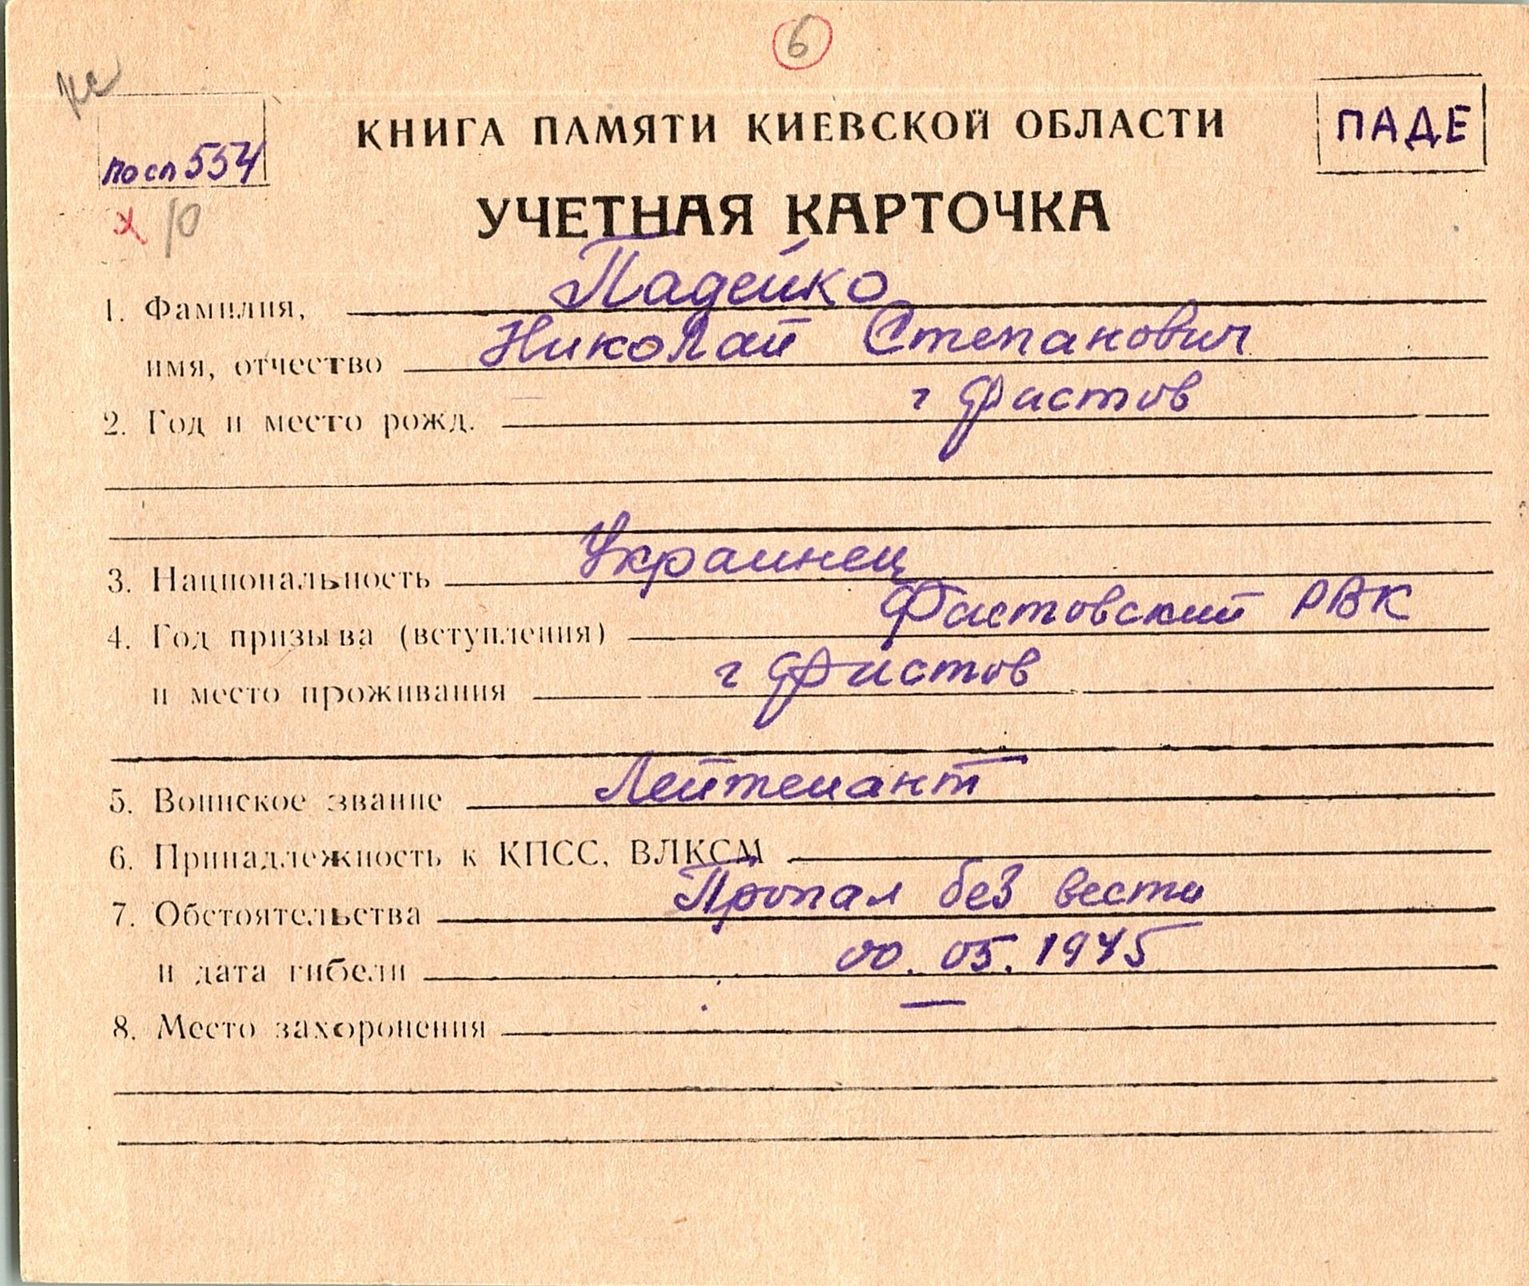 6
КНИГА ПАМЯТИ КИЕВСКОЙ ОБЛАСТИ
ПАДЕ
посп 554
х 10
УЧЕТНАЯ КАРТОЧКА
1. Фамилия, Падейко
имя, отчество Николай Степанович
2. Год и место рожд. г Фастов
3. Национальность Украинец
4. Год призыва (вступления) Фастовский РВК
и место проживания г Фастов
5. Воинское звание Лейтенант
6. Принадлежность к КПСС, ВЛКСМ
7. Обстоятельства Пропал без вести
и дата гибели 00.05.1945
8. Место захоронения —